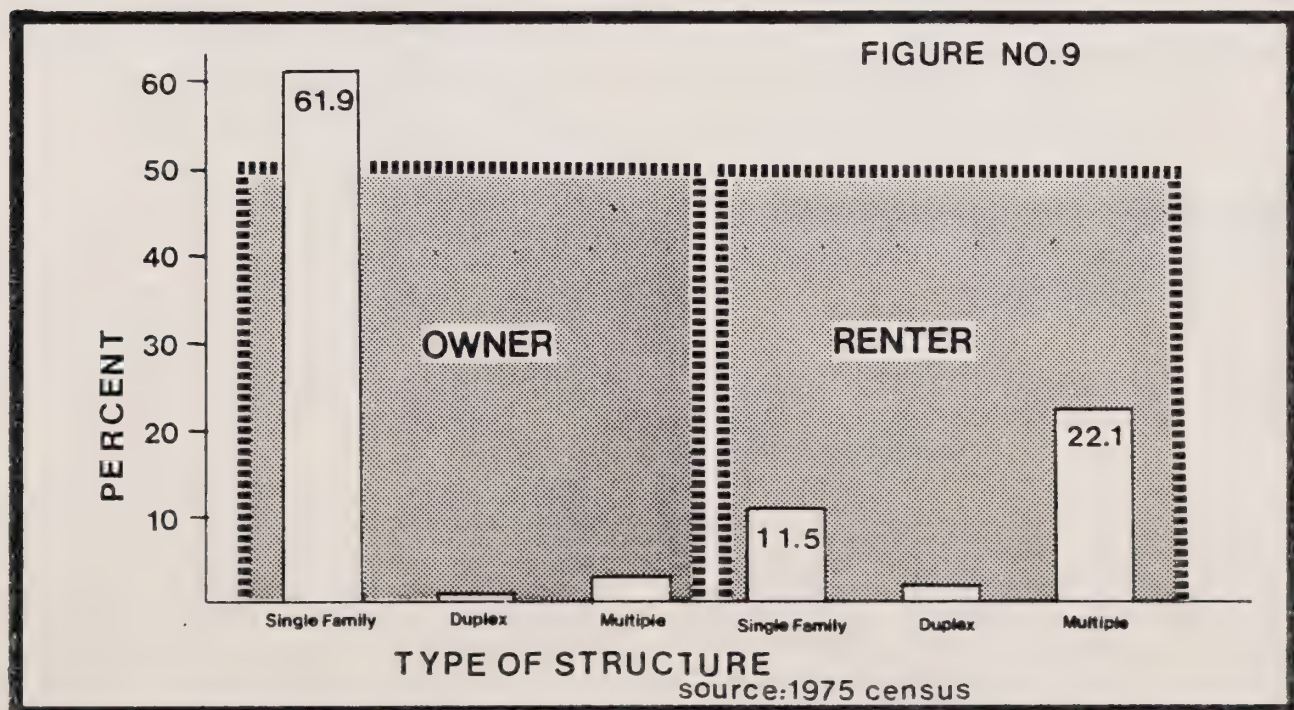 FIGURE NO.9
60
61.9
50
40
30
20
10
PERCENT
OWNER
RENTER
11.5
22.1
Single Family Duplex Multiple Single Family Duplex Multiple
TYPE OF STRUCTURE
source:1975 census